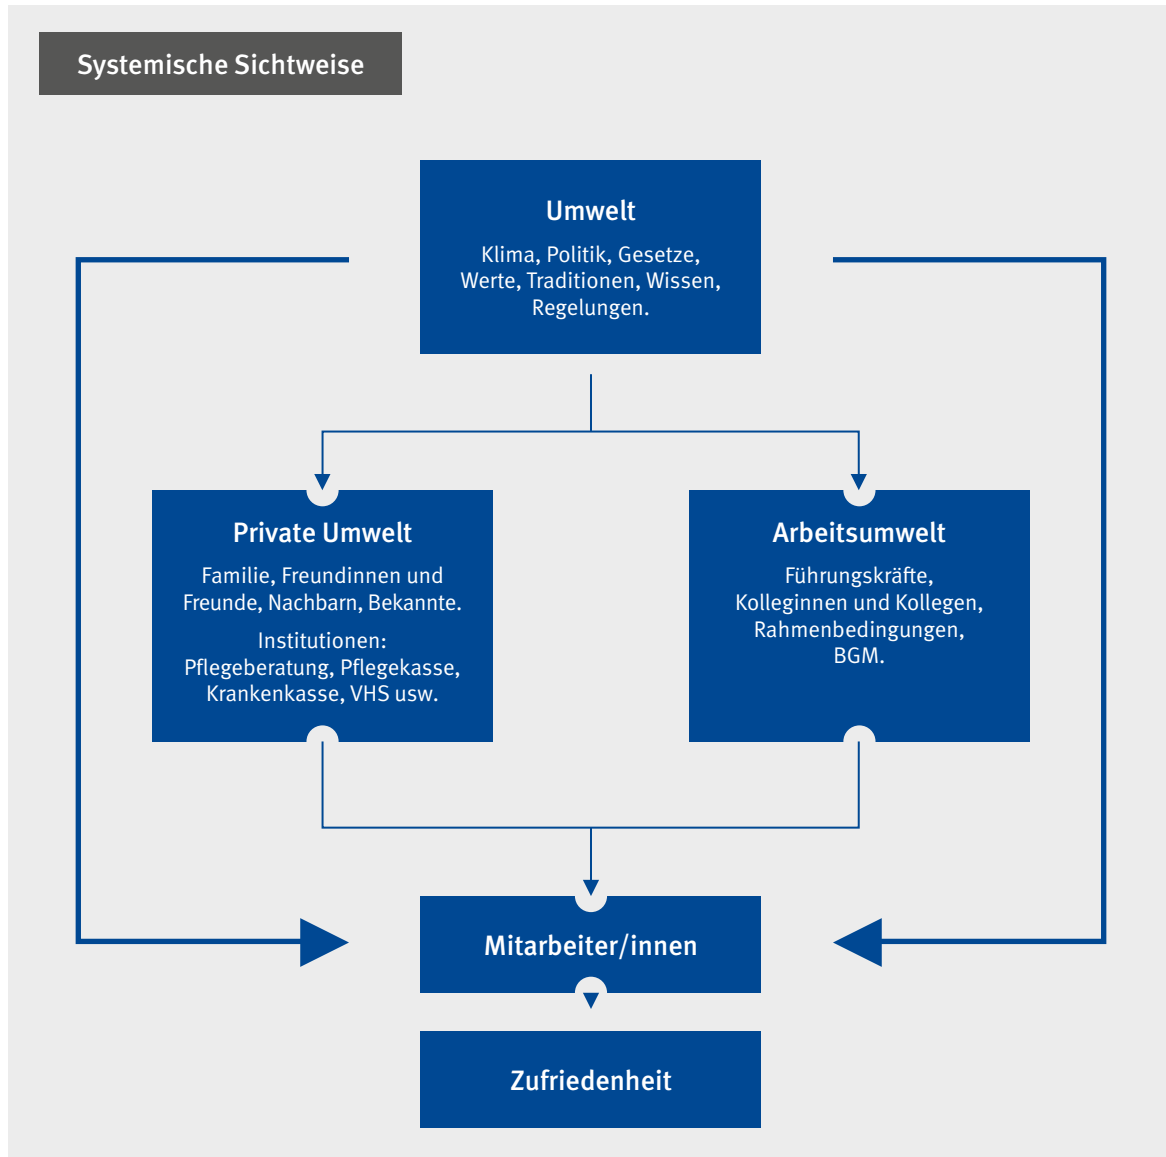 Systemische Sichtweise
Umwelt
Klima, Politik, Gesetze,
Werte, Traditionen, Wissen,
Regelungen.
Private Umwelt
Familie, Freundinnen und
Freunde, Nachbarn, Bekannte.
Institutionen:
Pflegeberatung, Pflegekasse,
Krankenkasse, VHS usw.
Arbeitsumwelt
Führungskräfte,
Kolleginnen und Kollegen,
Rahmenbedingungen,
BGM.
Mitarbeiter/innen
Zufriedenheit